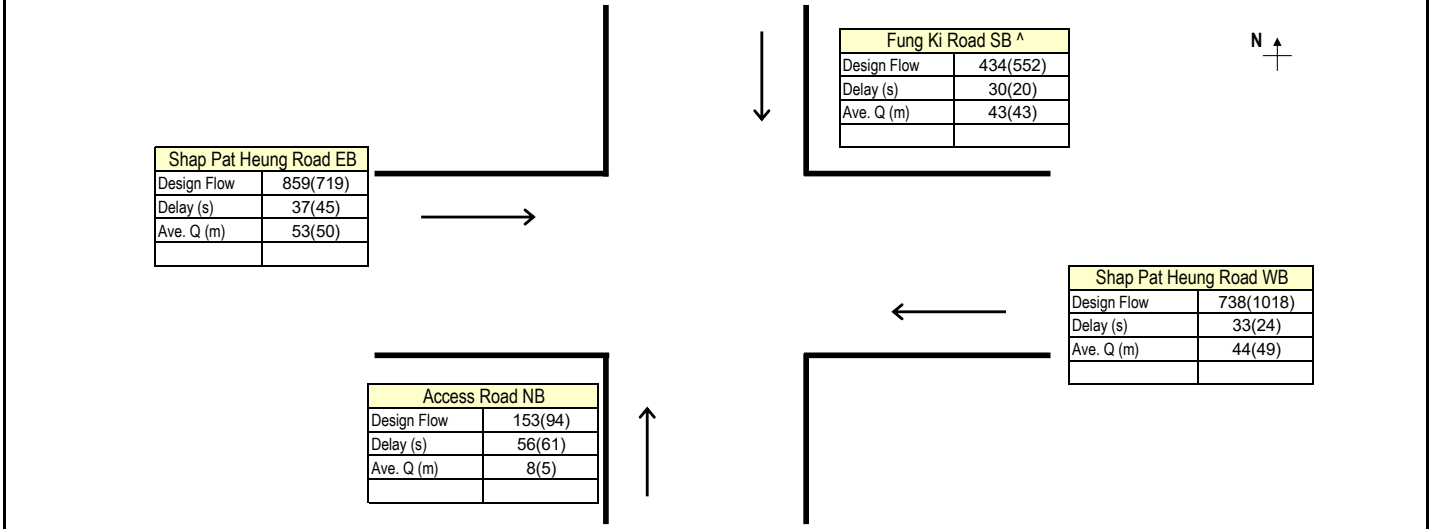 Fung Ki Road SB ^
Design Flow 434(552)
Delay (s) 30(20)
Ave. Q (m) 43(43)
N
Shap Pat Heung Road EB
Design Flow 859(719)
Delay (s) 37(45)
Ave. Q (m) 53(50)
Shap Pat Heung Road WB
Design Flow 738(1018)
Delay (s) 33(24)
Ave. Q (m) 44(49)
Access Road NB
Design Flow 153(94)
Delay (s) 56(61)
Ave. Q (m) 8(5)